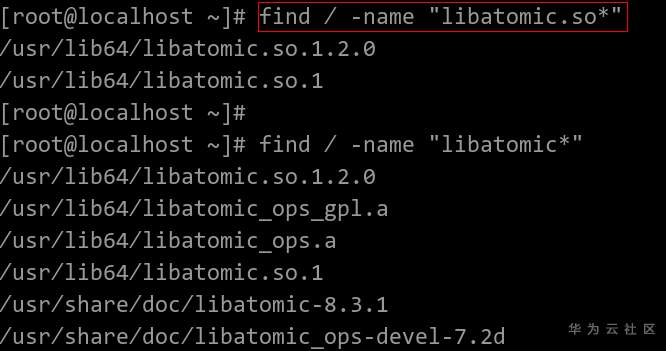 [root@localhost ~]# find / -name "libatomic.so*"
/usr/lib64/libatomic.so.1.2.0
/usr/lib64/libatomic.so.1
[root@localhost ~]#
[root@localhost ~]# find / -name "libatomic*"
/usr/lib64/libatomic.so.1.2.0
/usr/lib64/libatomic_ops_gpl.a
/usr/lib64/libatomic_ops.a
/usr/lib64/libatomic.so.1
/usr/share/doc/libatomic-8.3.1
/usr/share/doc/libatomic_ops-devel-7.2d
华为云社区